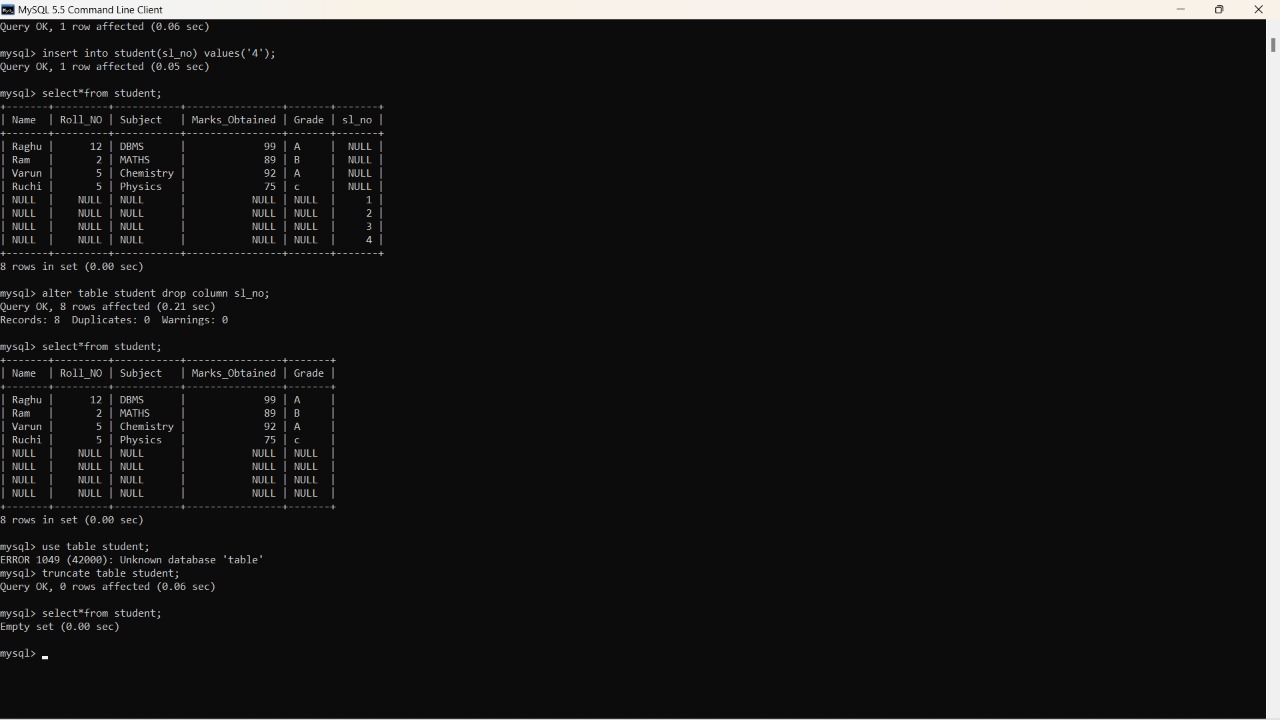 MySQL 5.5 Command Line Client
Query OK, 1 row affected (0.06 sec)
mysql> insert into student(sl_no) values('4');
Query OK, 1 row affected (0.05 sec)
mysql> select*from student;
+-------+---------+-----------+----------------+-------+-------+
| Name  | Roll_NO | Subject   | Marks_Obtained | Grade | sl_no |
+-------+---------+-----------+----------------+-------+-------+
| Raghu |      12 | DBMS      |             99 | A     |  NULL |
| Ram   |       2 | MATHS     |             89 | B     |  NULL |
| Varun |       5 | Chemistry |             92 | A     |  NULL |
| Ruchi |       5 | Physics   |             75 | c     |  NULL |
| NULL  |    NULL | NULL      |           NULL | NULL  |     1 |
| NULL  |    NULL | NULL      |           NULL | NULL  |     2 |
| NULL  |    NULL | NULL      |           NULL | NULL  |     3 |
| NULL  |    NULL | NULL      |           NULL | NULL  |     4 |
+-------+---------+-----------+----------------+-------+-------+
8 rows in set (0.00 sec)
mysql> alter table student drop column sl_no;
Query OK, 8 rows affected (0.21 sec)
Records: 8  Duplicates: 0  Warnings: 0
mysql> select*from student;
+-------+---------+-----------+----------------+-------+
| Name  | Roll_NO | Subject   | Marks_Obtained | Grade |
+-------+---------+-----------+----------------+-------+
| Raghu |      12 | DBMS      |             99 | A     |
| Ram   |       2 | MATHS     |             89 | B     |
| Varun |       5 | Chemistry |             92 | A     |
| Ruchi |       5 | Physics   |             75 | c     |
| NULL  |    NULL | NULL      |           NULL | NULL  |
| NULL  |    NULL | NULL      |           NULL | NULL  |
| NULL  |    NULL | NULL      |           NULL | NULL  |
| NULL  |    NULL | NULL      |           NULL | NULL  |
+-------+---------+-----------+----------------+-------+
8 rows in set (0.00 sec)
mysql> use table student;
ERROR 1049 (42000): Unknown database 'table'
mysql> truncate table student;
Query OK, 0 rows affected (0.06 sec)
mysql> select*from student;
Empty set (0.00 sec)
mysql> _